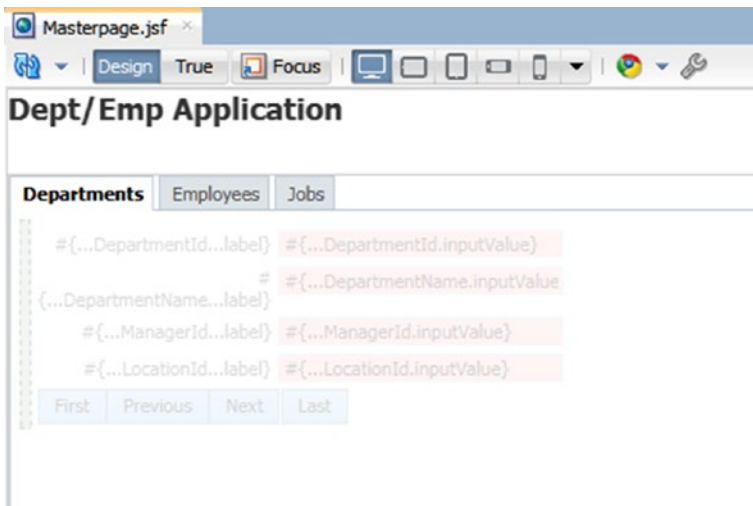 Masterpage.jsf
Design True Focus
Dept/Emp Application
Departments Employees Jobs
#{...DepartmentId...label} #{...DepartmentId.inputValue}
# #{...DepartmentName.inputValue
{...DepartmentName...label}
#{...ManagerId...label} #{...ManagerId.inputValue}
#{...LocationId...label} #{...LocationId.inputValue}
First Previous Next Last